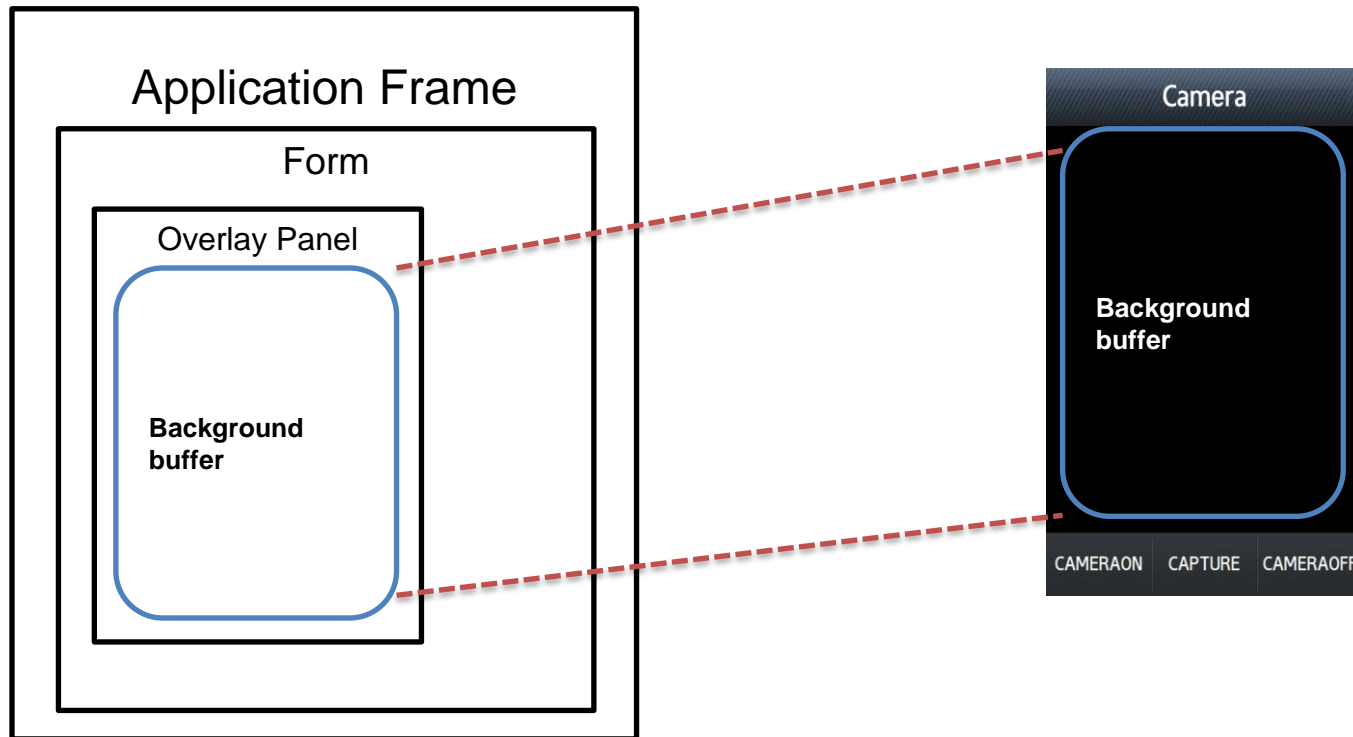 Application Frame
Form
Overlay Panel
Background
buffer
Camera
Background
buffer
CAMERAON CAPTURE CAMERAOFF